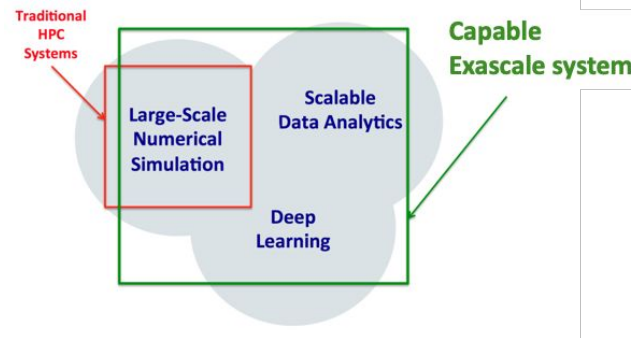 Traditional
HPC
Systems
Capable
Exascale system
Large-Scale
Numerical
Simulation
Scalable
Data Analytics
Deep
Learning